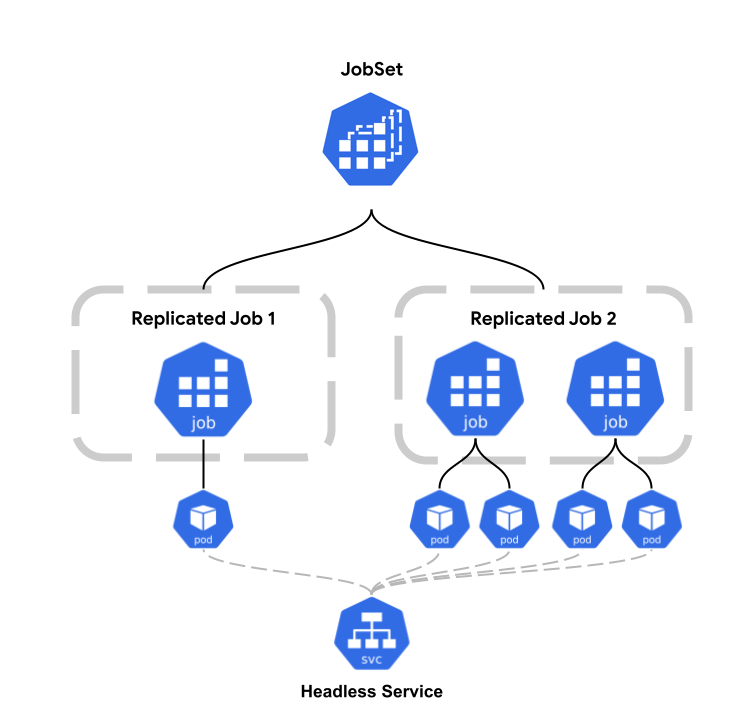 JobSet
Replicated Job 1
Replicated Job 2
job
job
job
pod
pod
pod
pod
pod
svc
Headless Service